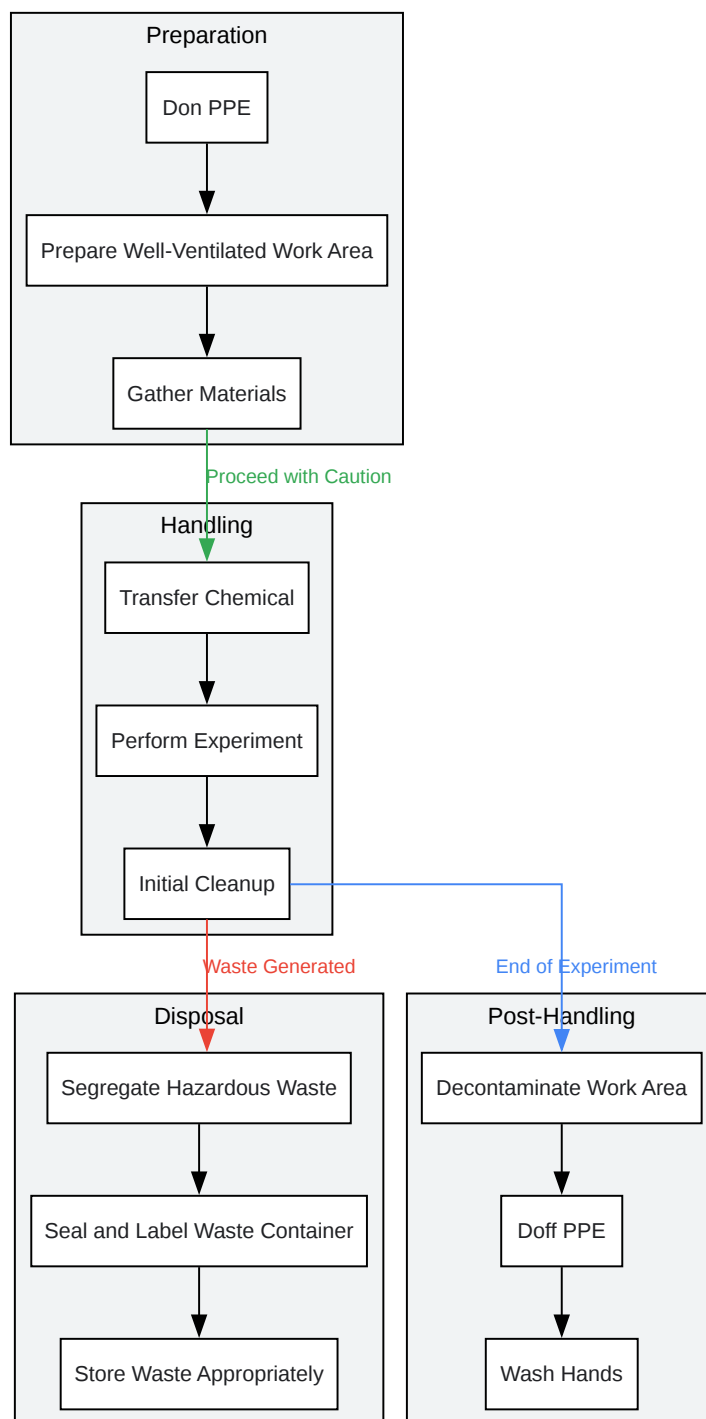 Preparation
Don PPE
Prepare Well-Ventilated Work Area
Gather Materials
Proceed with Caution
Handling
Transfer Chemical
Perform Experiment
Initial Cleanup
Waste Generated
End of Experiment
Disposal
Segregate Hazardous Waste
Seal and Label Waste Container
Store Waste Appropriately
Post-Handling
Decontaminate Work Area
Doff PPE
Wash Hands